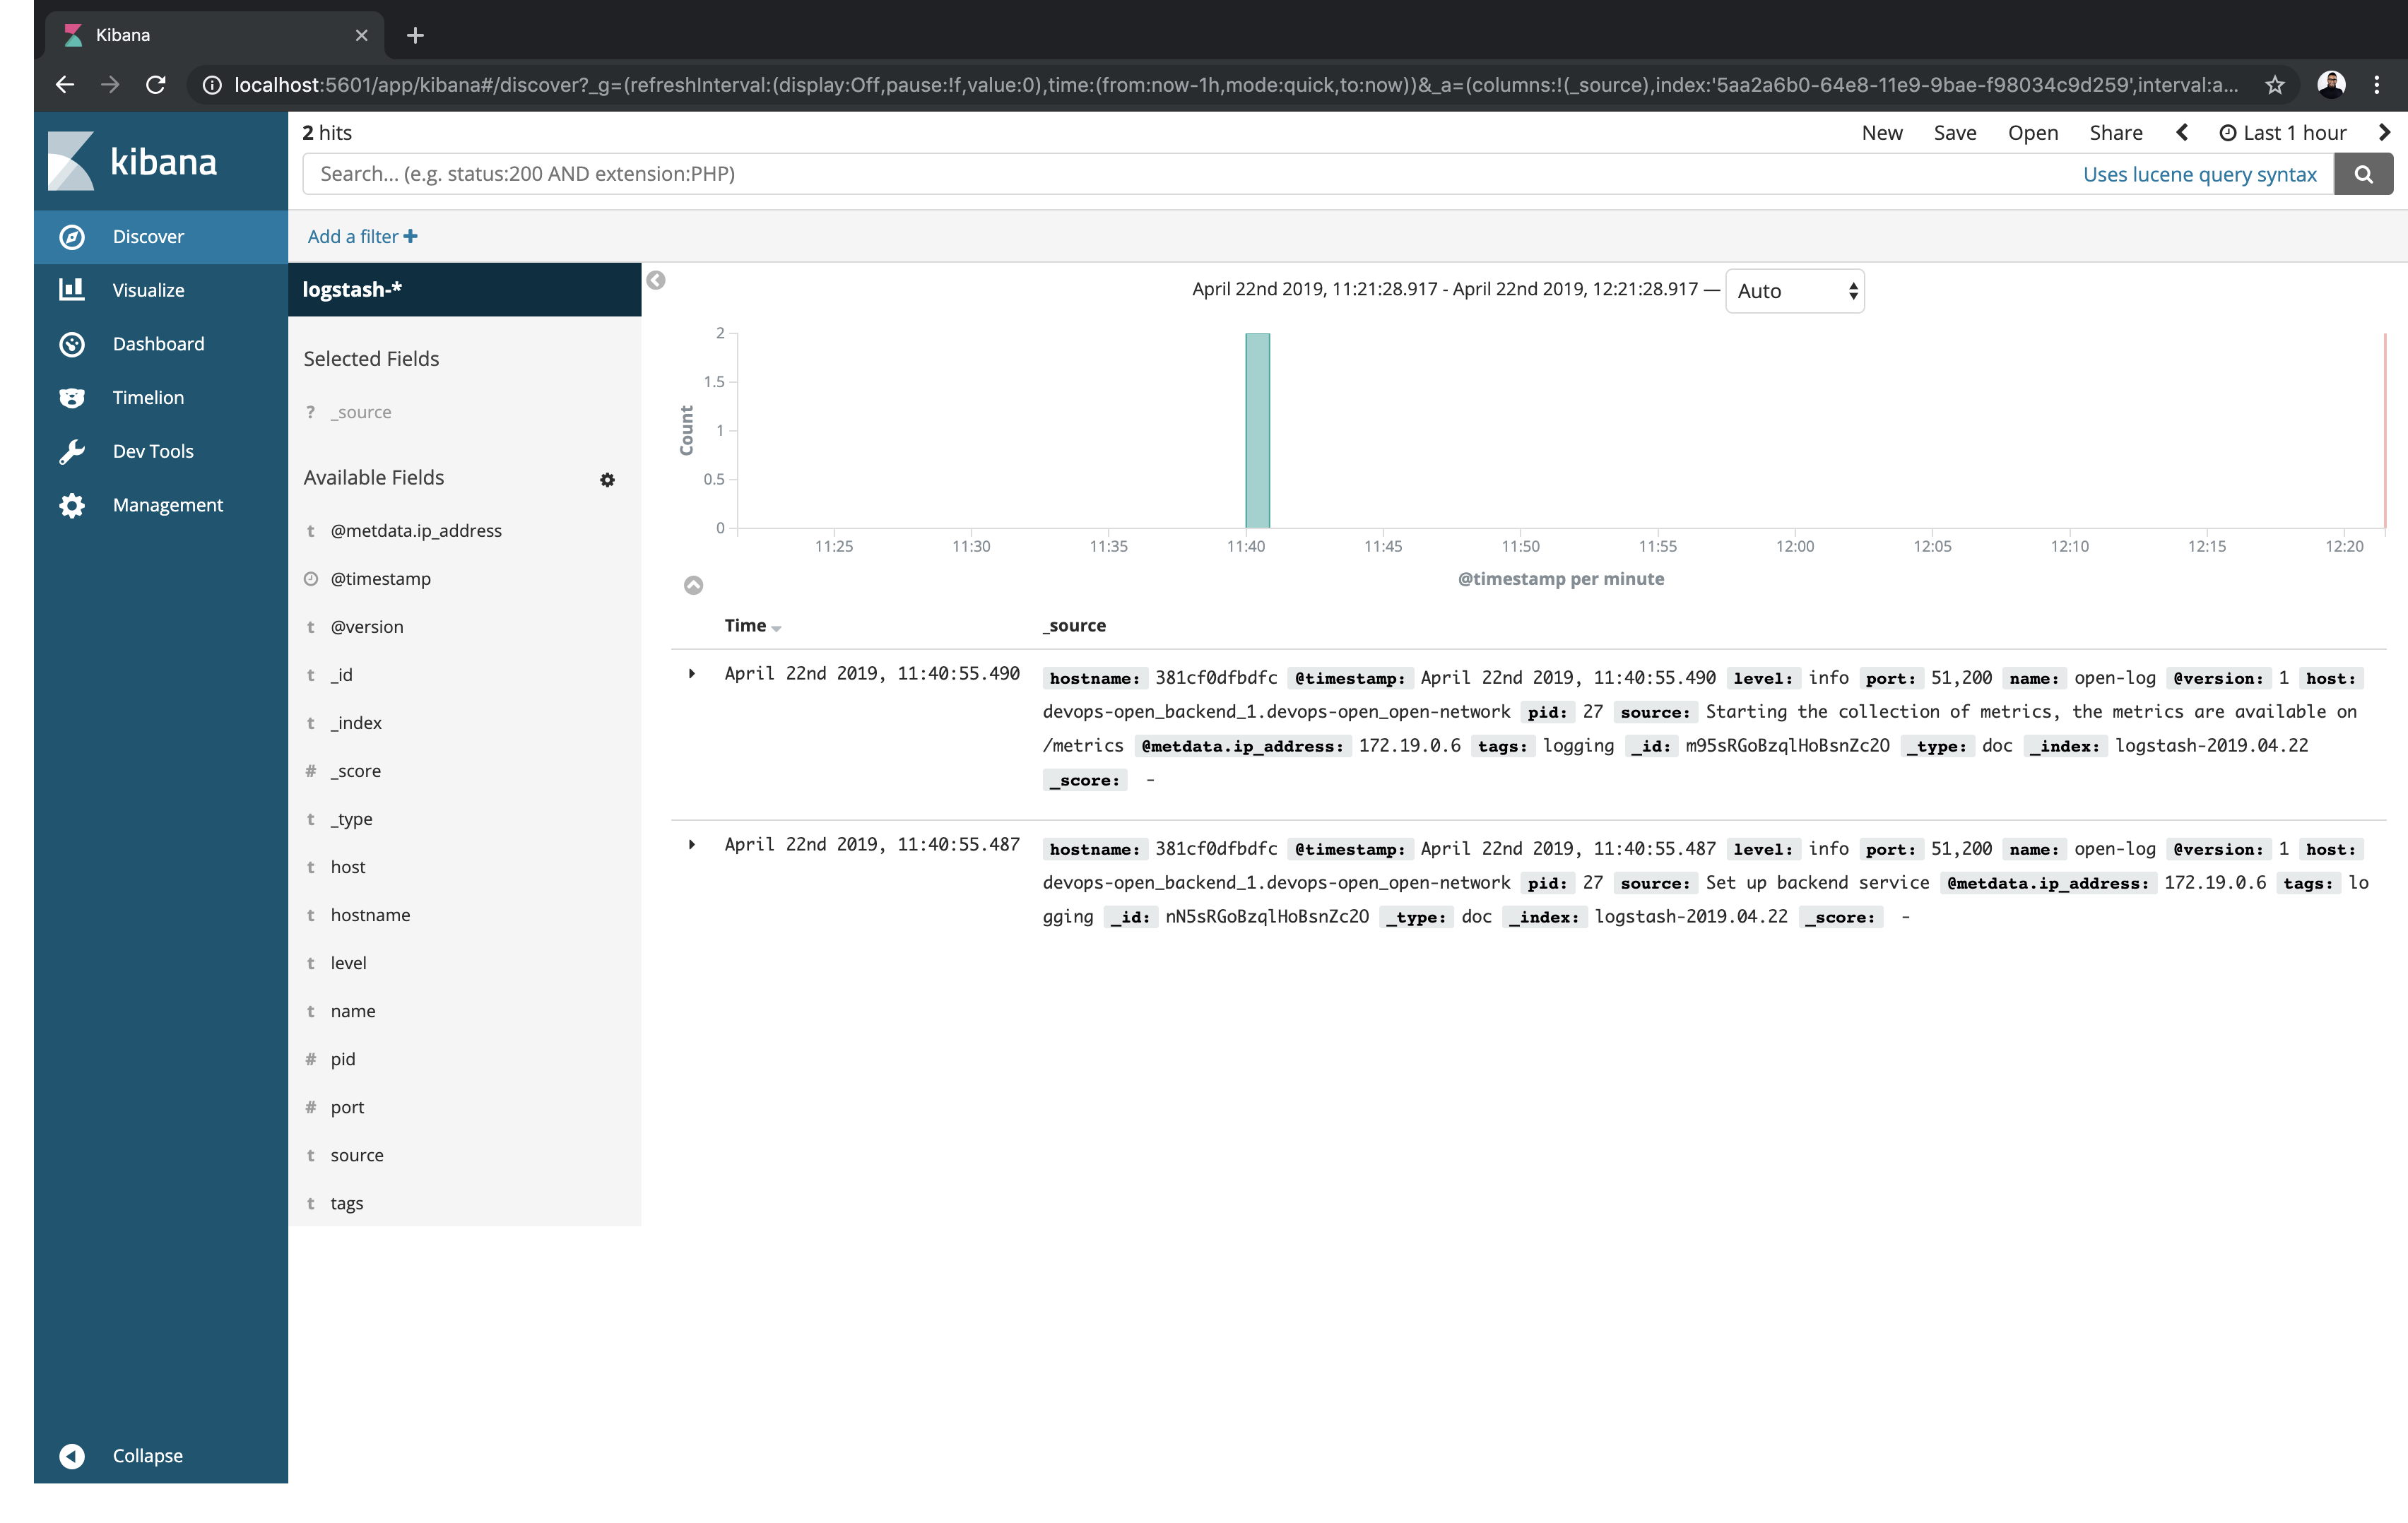 Kibana
localhost:5601/app/kibana#/discover?_g=(refreshInterval:(display:Off,pause:!f,value:0),time:(from:now-1h,mode:quick,to:now))&_a=(columns:!(_source),index:'5aa2a6b0-64e8-11e9-9bae-f98034c9d259',interval:a...
kibana
2 hits
New Save Open Share Last 1 hour
Search... (e.g. status:200 AND extension:PHP)
Uses lucene query syntax
Add a filter
Discover
Visualize
Dashboard
Timelion
Dev Tools
Management
Collapse
logstash-*
Selected Fields
? _source
Available Fields
t @metdata.ip_address
@timestamp
t @version
t _id
t _index
# _score
t _type
t host
t hostname
t level
t name
# pid
# port
t source
t tags
April 22nd 2019, 11:21:28.917 - April 22nd 2019, 12:21:28.917 — Auto
Count
2
1.5
1
0.5
0
11:25 11:30 11:35 11:40 11:45 11:50 11:55 12:00 12:05 12:10 12:15 12:20
@timestamp per minute
Time _source
April 22nd 2019, 11:40:55.490 hostname: 381cf0dfbdfc @timestamp: April 22nd 2019, 11:40:55.490 level: info port: 51,200 name: open-log @version: 1 host:
devops-open_backend_1.devops-open_open-network pid: 27 source: Starting the collection of metrics, the metrics are available on
/metrics @metdata.ip_address: 172.19.0.6 tags: logging _id: m95sRGoBzqlHoBsnZc2O _type: doc _index: logstash-2019.04.22
_score: -
April 22nd 2019, 11:40:55.487 hostname: 381cf0dfbdfc @timestamp: April 22nd 2019, 11:40:55.487 level: info port: 51,200 name: open-log @version: 1 host:
devops-open_backend_1.devops-open_open-network pid: 27 source: Set up backend service @metdata.ip_address: 172.19.0.6 tags: lo
gging _id: nN5sRGoBzqlHoBsnZc2O _type: doc _index: logstash-2019.04.22 _score: -